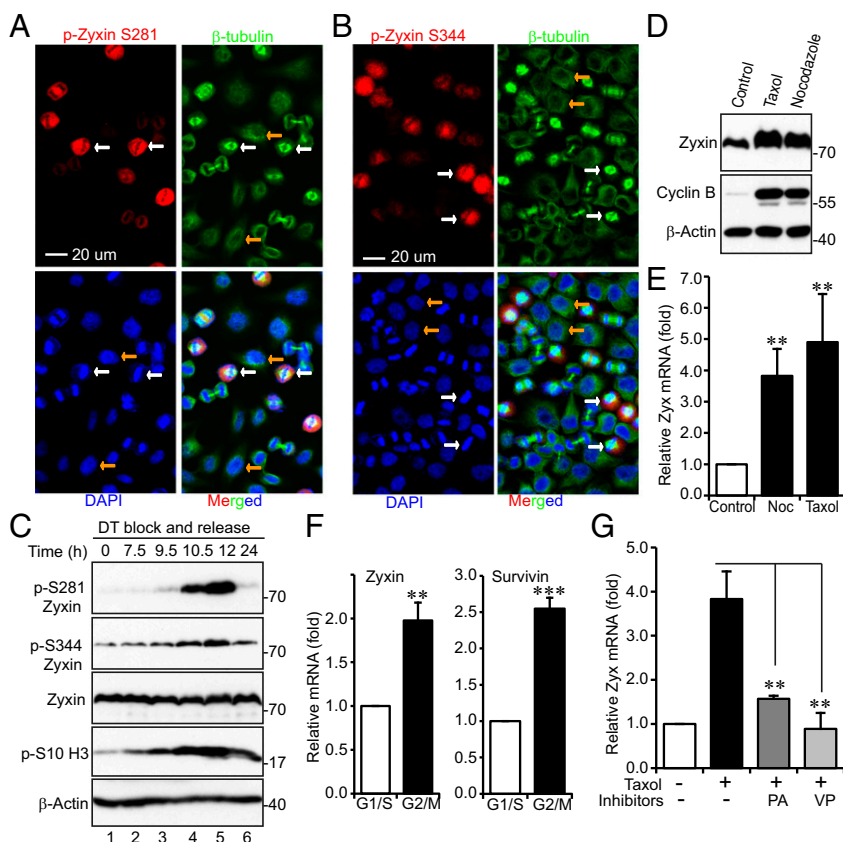 A
p-Zyxin S281
β-tubulin
20 um
DAPI
Merged
B
p-Zyxin S344
β-tubulin
20 um
DAPI
Merged
C
DT block and release
Time (h) 0 7.5 9.5 10.5 12 24
p-S281
Zyxin
-70
p-S344
Zyxin
-70
Zyxin
-70
p-S10 H3
-17
β-Actin
-40
1 2 3 4 5 6
D
Control Taxol Nocodazole
Zyxin
-70
Cyclin B
-55
β-Actin
-40
E
Relative Zyx mRNA (fold)
8.0
7.0
6.0
5.0
4.0
3.0
2.0
1.0
0.0
**
**
Control Noc Taxol
F
Relative mRNA (fold)
Zyxin
2.0
1.5
1.0
0.5
0.0
**
G1/S G2/M
Survivin
3.0
2.5
2.0
1.5
1.0
0.5
0.0
***
G1/S G2/M
G
Relative Zyx mRNA (fold)
5.0
4.0
3.0
2.0
1.0
0.0
**
**
Taxol - + + +
Inhibitors - - PA VP